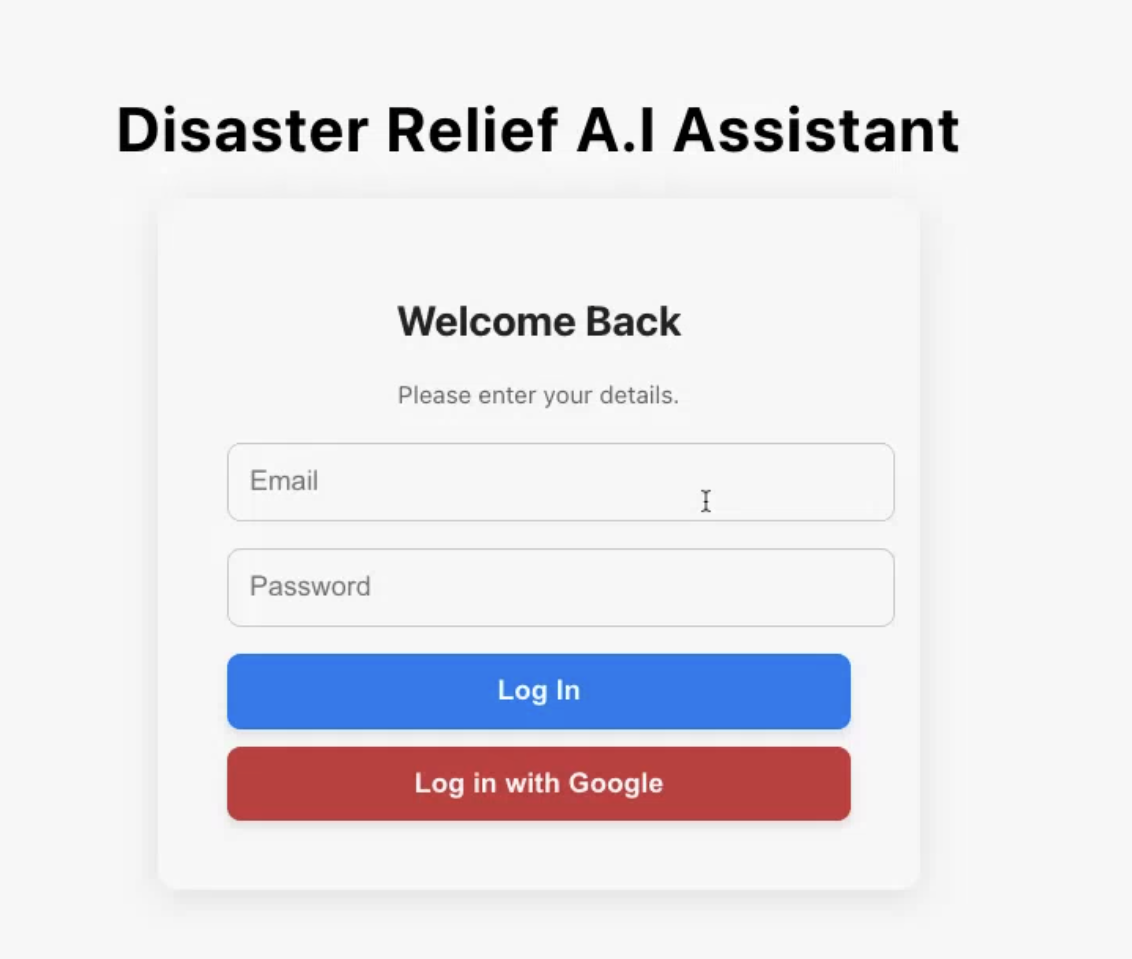 Disaster Relief A.I Assistant
Welcome Back
Please enter your details.
Email
Password
Log In
Log in with Google